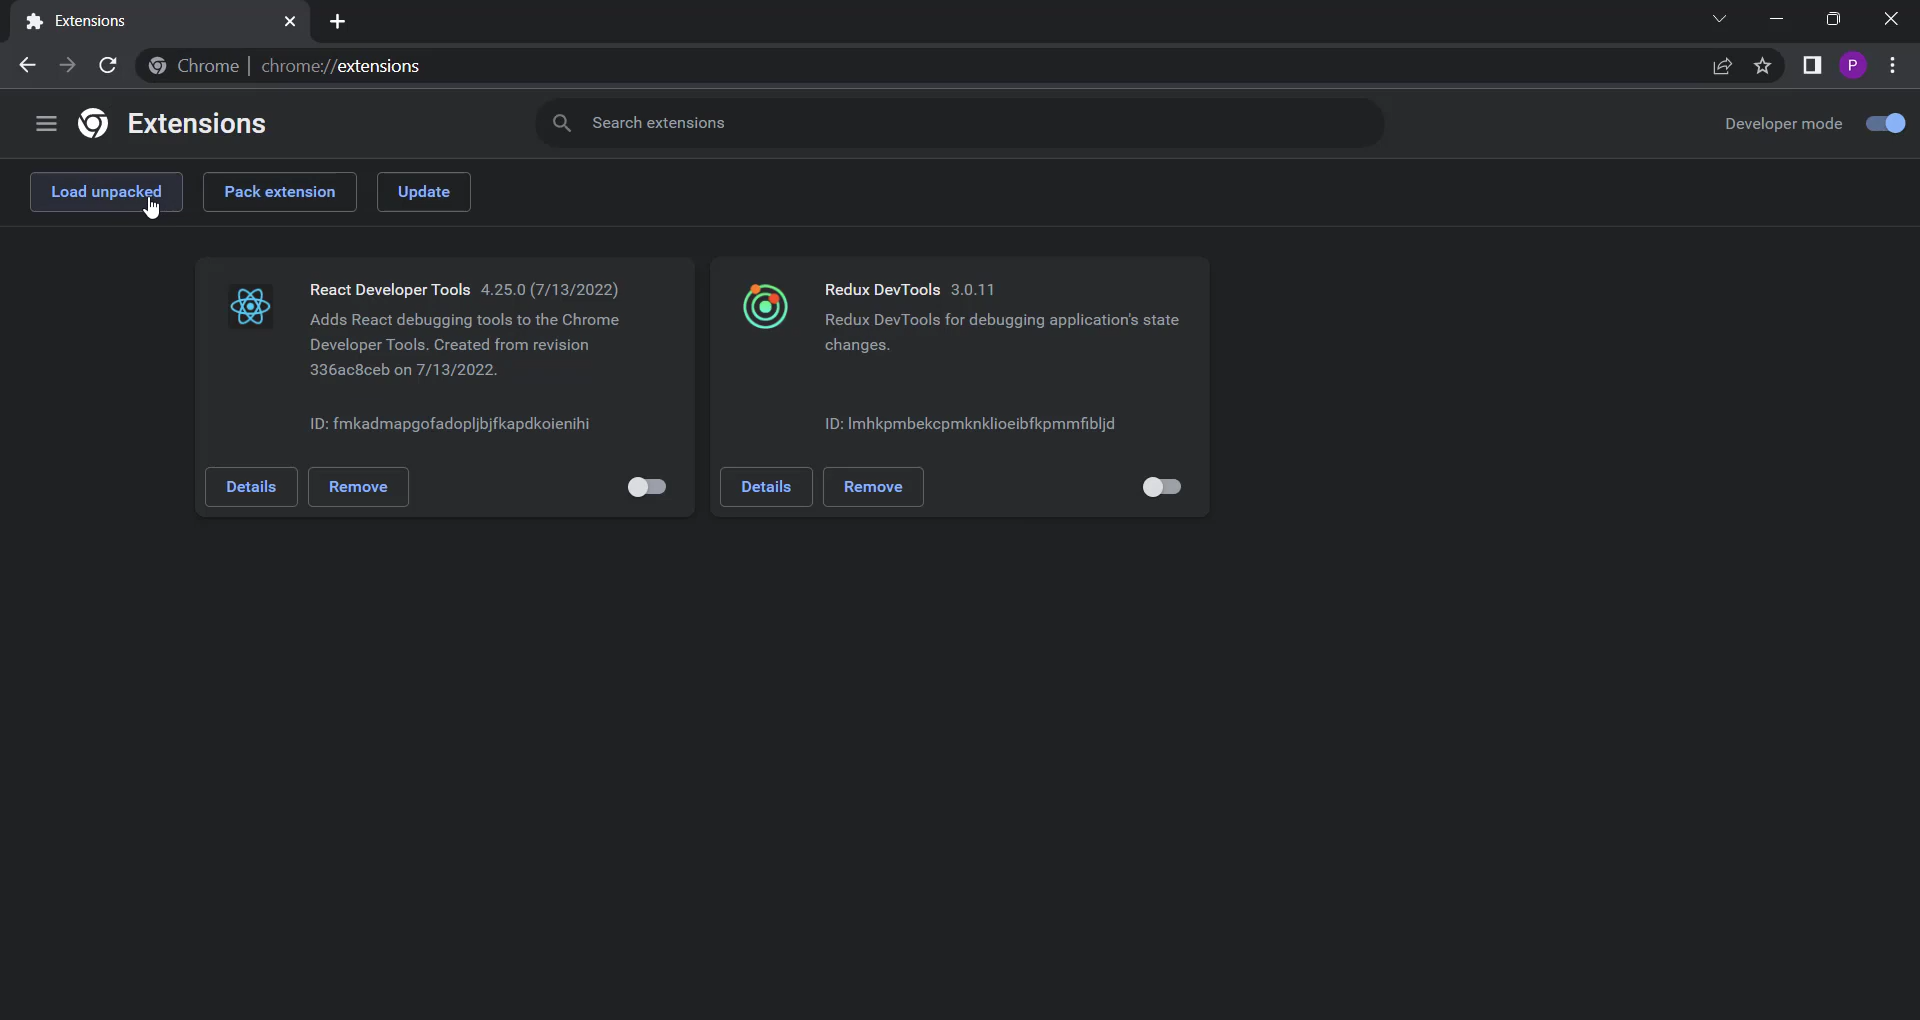 Extensions
Chrome | chrome://extensions
P
Extensions
Search extensions
Developer mode
Load unpacked
Pack extension
Update
React Developer Tools 4.25.0 (7/13/2022)
Adds React debugging tools to the Chrome
Developer Tools. Created from revision
336ac8ceb on 7/13/2022.
ID: fmkadmapgofadopljbjfkapdkoienihi
Details
Remove
Redux DevTools 3.0.11
Redux DevTools for debugging application's state
changes.
ID: lmhkpmbekcpmknklioeibfkpmmfibljd
Details
Remove